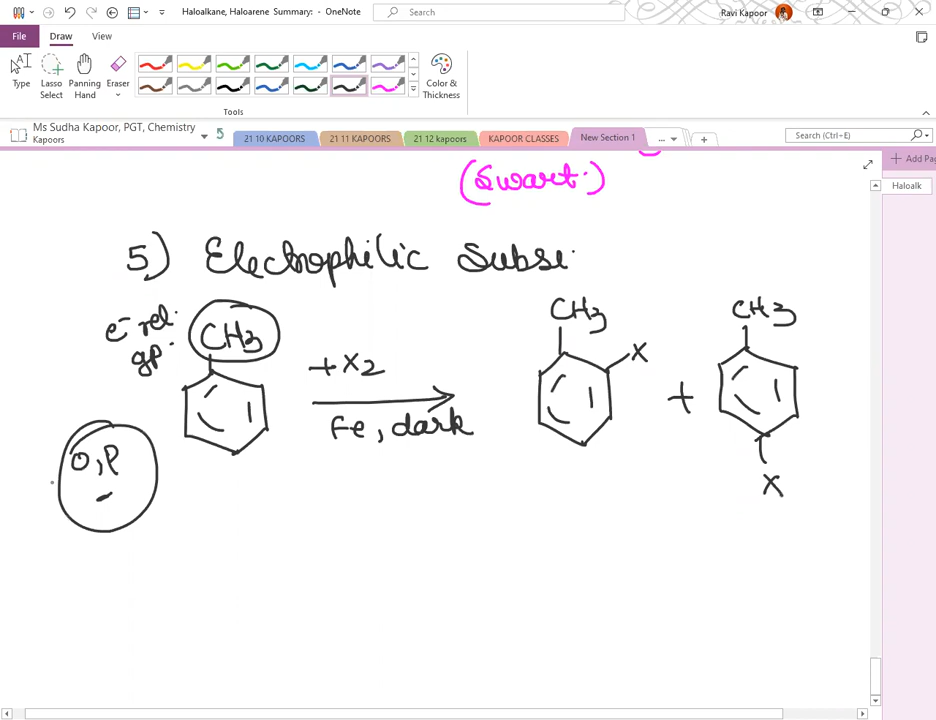 Haloalkane, Haloarene Summary: - OneNote
Search
Ravi Kapoor
File
Draw
View
Type
Lasso Select
Panning Hand
Eraser
Color & Thickness
Tools
Ms Sudha Kapoor, PGT, Chemistry
Kapoors
21 10 KAPOORS
21 11 KAPOORS
21 12 kapoors
KAPOOR CLASSES
New Section 1
...
Search (Ctrl+E)
Add Pag
Haloalk
(Swart.)
5) Electrophilic Subsi
e- rel.
gp.
CH3
+X2
Fe, dark
O,P
CH3
X
+
CH3
X